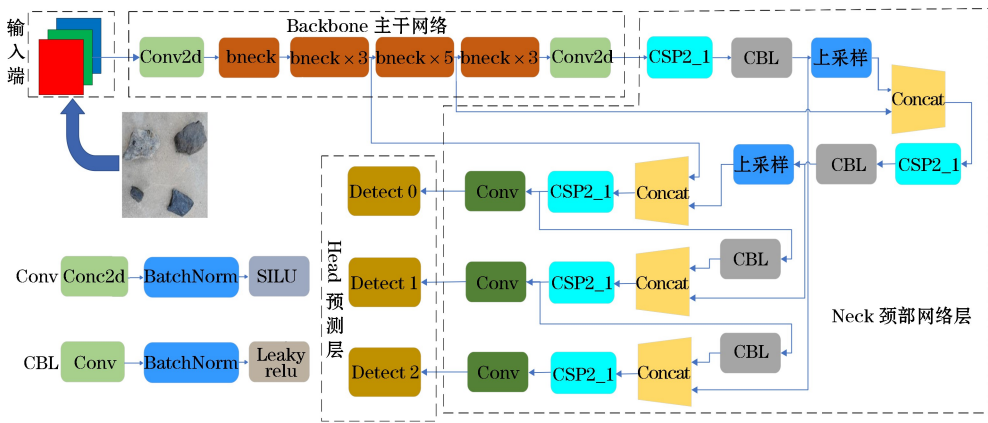 输入端
Backbone 主干网络
Conv2d
bneck
bneck×3
bneck×5
bneck×3
Conv2d
CSP2_1
CBL
上采样
Concat
CSP2_1
CBL
上采样
Concat
CSP2_1
Conv
Detect 0
CBL
Concat
CSP2_1
Conv
Detect 1
CBL
Concat
CSP2_1
Conv
Detect 2
Head 预测层
Neck 颈部网络层
Conv
Conc2d
BatchNorm
SILU
CBL
Conv
BatchNorm
Leaky
relu